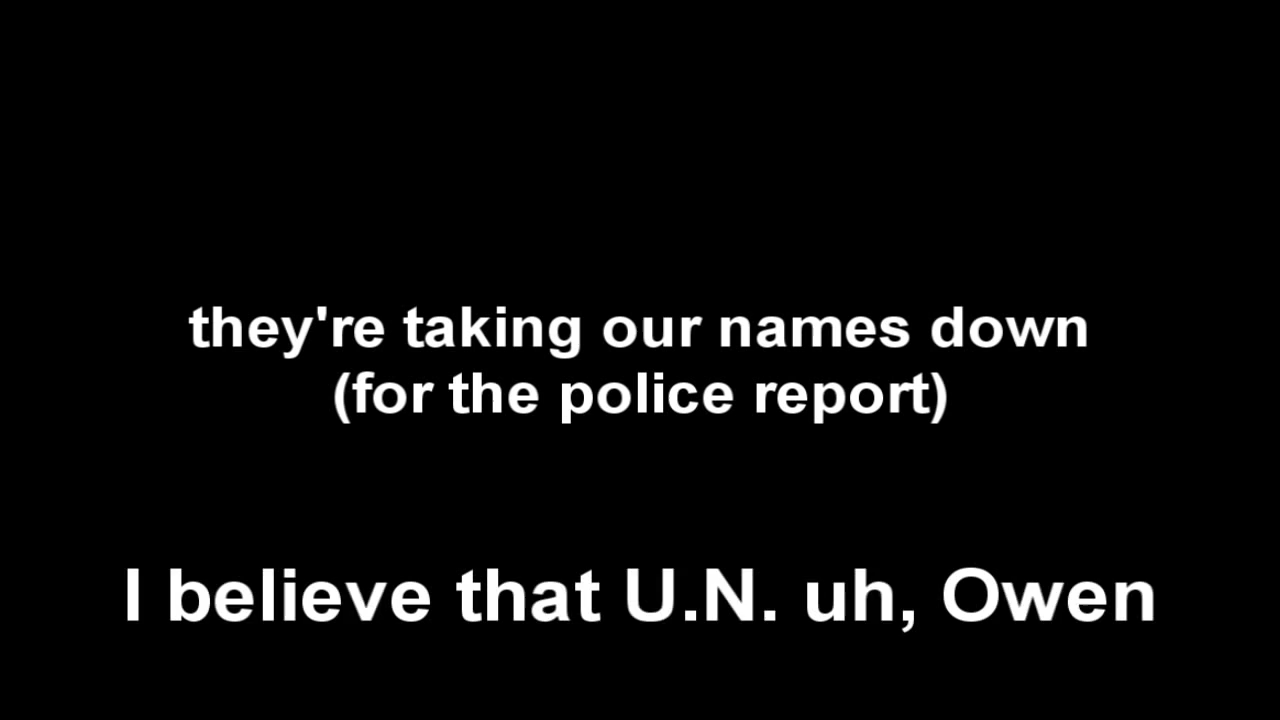 they're taking our names down
(for the police report)
I believe that U.N. uh, Owen